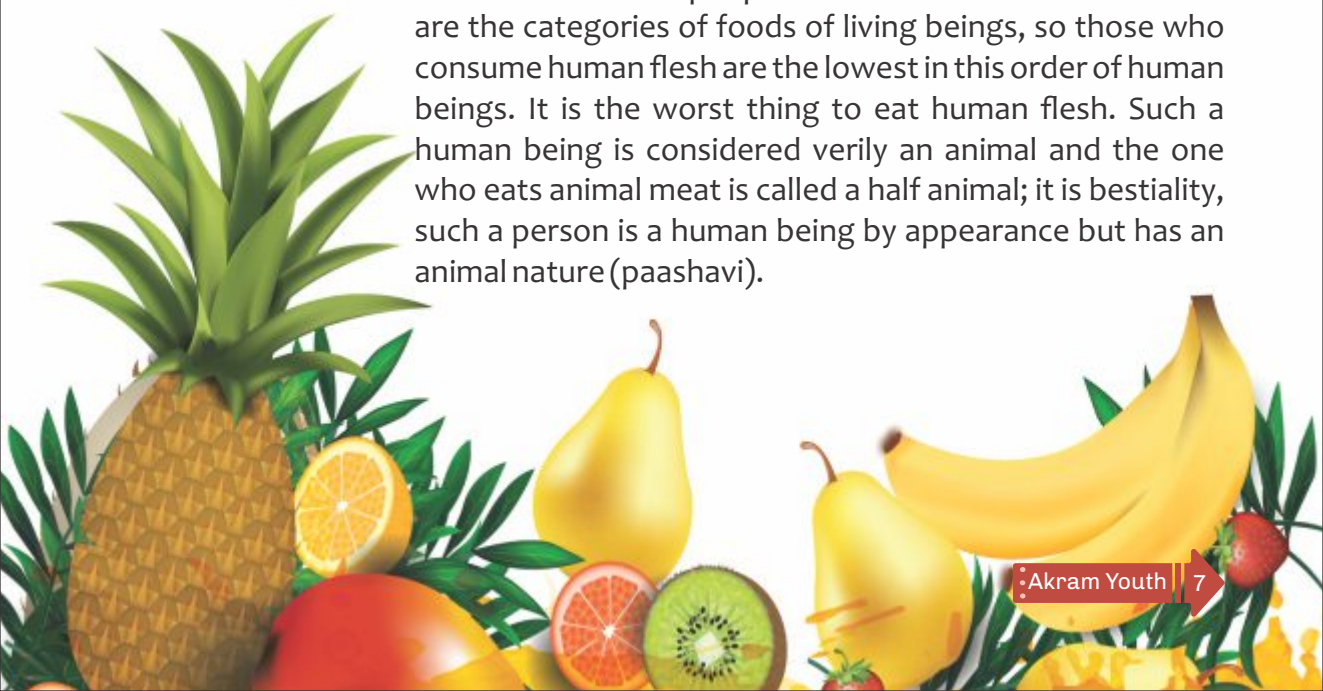 are the categories of foods of living beings, so those who
consume human flesh are the lowest in this order of human
beings. It is the worst thing to eat human flesh. Such a
human being is considered verily an animal and the one
who eats animal meat is called a half animal; it is bestiality,
such a person is a human being by appearance but has an
animal nature (paashavi).
Akram Youth 7